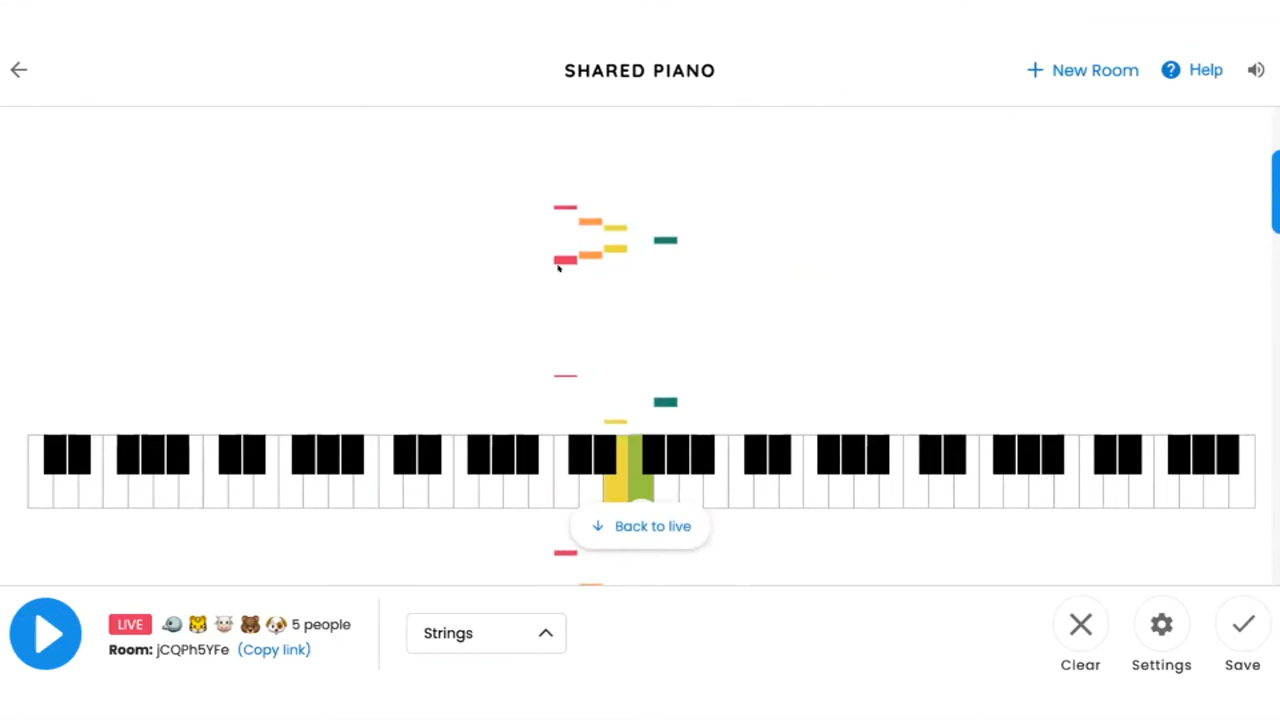 SHARED PIANO
New Room
Help
Back to live
LIVE 5 people
Room: jCQPh5YFe (Copy link)
Strings
Clear
Settings
Save